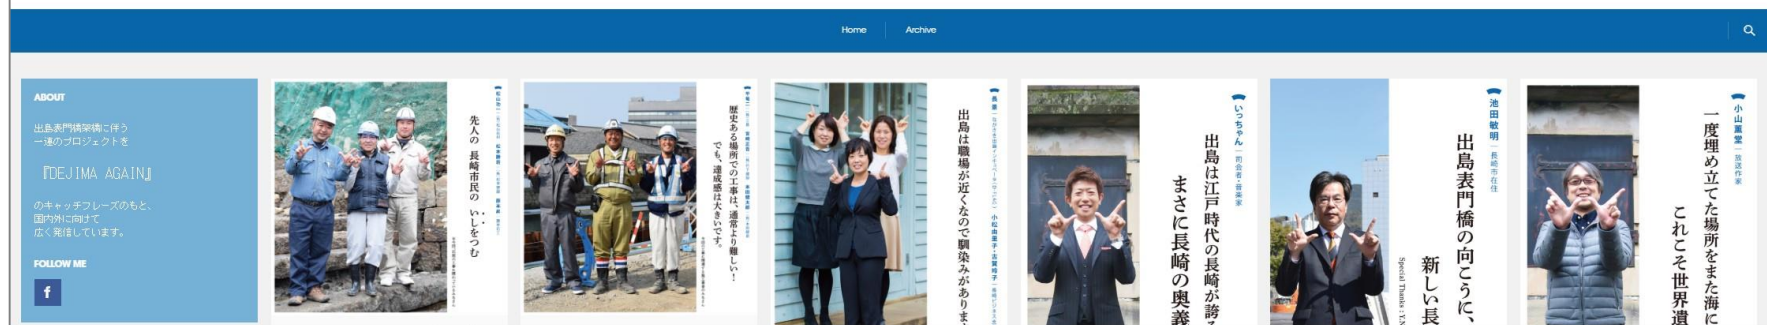 Home
Archive
ABOUT
出島表門橋架橋に伴う
一連のプロジェクトを
『DEJIMA AGAIN』
のキャッチフレーズのもと、
国内外に向けて
広く発信しています。
FOLLOW ME
f
先人の 長崎市民の いしをつむ
歴史ある場所での工事は、通常より難しい！
でも、達成感は大きいです。
出島は職場が近くなので馴染みがありま
いっちゃん｜司会者・音楽家
出島は江戸時代の長崎が誇る
まさに長崎の奥義
池田敏明｜長崎市在住
出島表門橋の向こうに、
新しい長
Special Thanks : Y.N
小山薫堂｜放送作家
一度埋め立てた場所をまた海に
これこそ世界遺